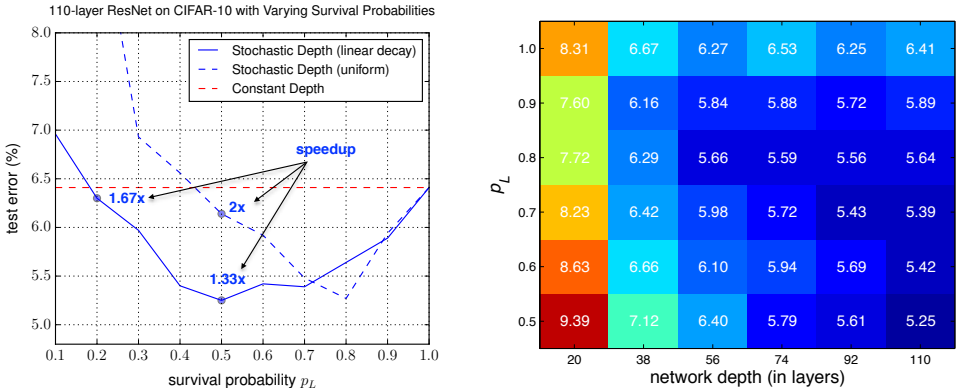 110-layer ResNet on CIFAR-10 with Varying Survival Probabilities
8.0
7.5
7.0
6.5
6.0
5.5
5.0
test error (%)
Stochastic Depth (linear decay)
Stochastic Depth (uniform)
Constant Depth
speedup
1.67x
2x
1.33x
0.1 0.2 0.3 0.4 0.5 0.6 0.7 0.8 0.9 1.0
survival probability p_L
p_L
1.0 8.31 6.67 6.27 6.53 6.25 6.41
0.9 7.60 6.16 5.84 5.88 5.72 5.89
0.8 7.72 6.29 5.66 5.59 5.56 5.64
0.7 8.23 6.42 5.98 5.72 5.43 5.39
0.6 8.63 6.66 6.10 5.94 5.69 5.42
0.5 9.39 7.12 6.40 5.79 5.61 5.25
20 38 56 74 92 110
network depth (in layers)